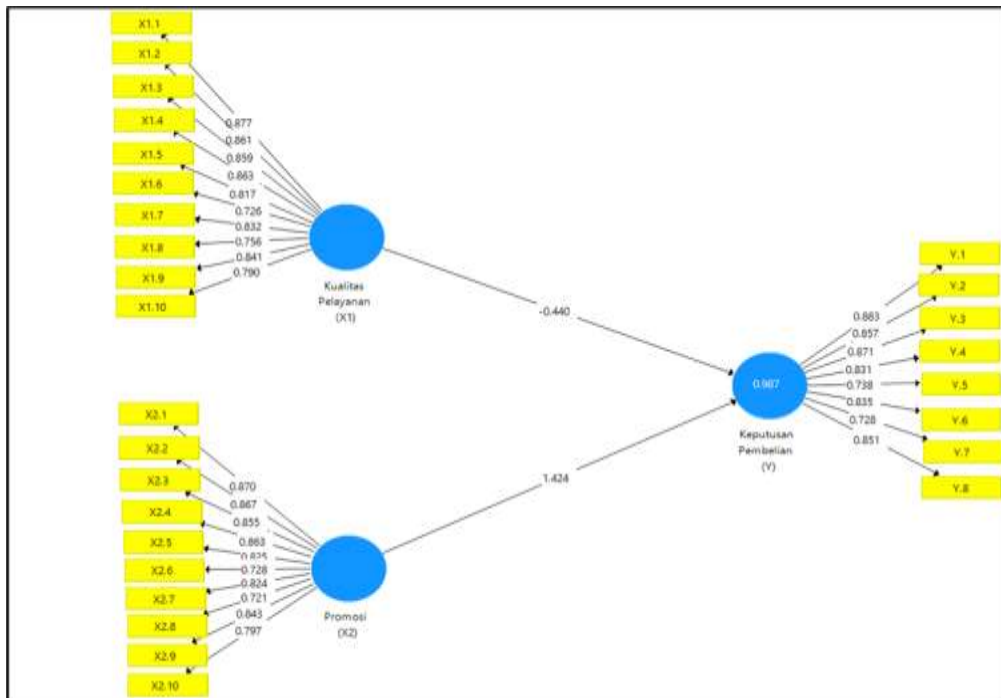 X1.1
X1.2
X1.3
X1.4
X1.5
X1.6
X1.7
X1.8
X1.9
X1.10
0.877
0.861
0.859
0.863
0.817
0.726
0.832
0.756
0.841
0.790
Kualitas
Pelayanan
(X1)
-0.440
X2.1
X2.2
X2.3
X2.4
X2.5
X2.6
X2.7
X2.8
X2.9
X2.10
0.870
0.867
0.855
0.863
0.825
0.728
0.824
0.721
0.843
0.797
Promosi
(X2)
1.424
0.987
Keputusan
Pembelian
(Y)
0.883
0.857
0.871
0.831
0.738
0.835
0.728
0.851
Y.1
Y.2
Y.3
Y.4
Y.5
Y.6
Y.7
Y.8